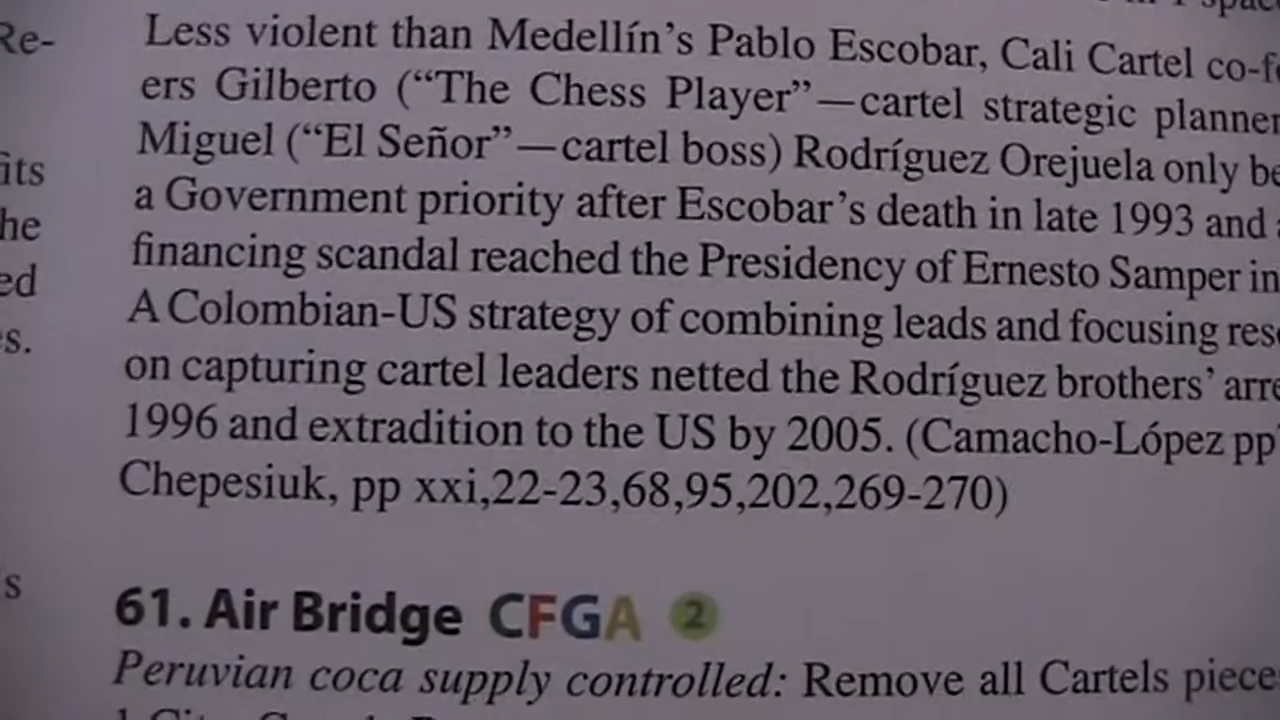 Re-
its
he
ed
s.
's
Less violent than Medellín's Pablo Escobar, Cali Cartel
ers Gilberto (“The Chess Player”—cartel strategic planner
Miguel (“El Señor”—cartel boss) Rodríguez Orejuela only
a Government priority after Escobar's death in late 1993 and
financing scandal reached the Presidency of Ernesto Samper in
A Colombian-US strategy of combining leads and focusing
on capturing cartel leaders netted the Rodríguez brothers'
1996 and extradition to the US by 2005. (Camacho-López pp
Chepesiuk, pp xxi,22-23,68,95,202,269-270)
61. Air Bridge CFGA 2
Peruvian coca supply controlled: Remove all Cartels